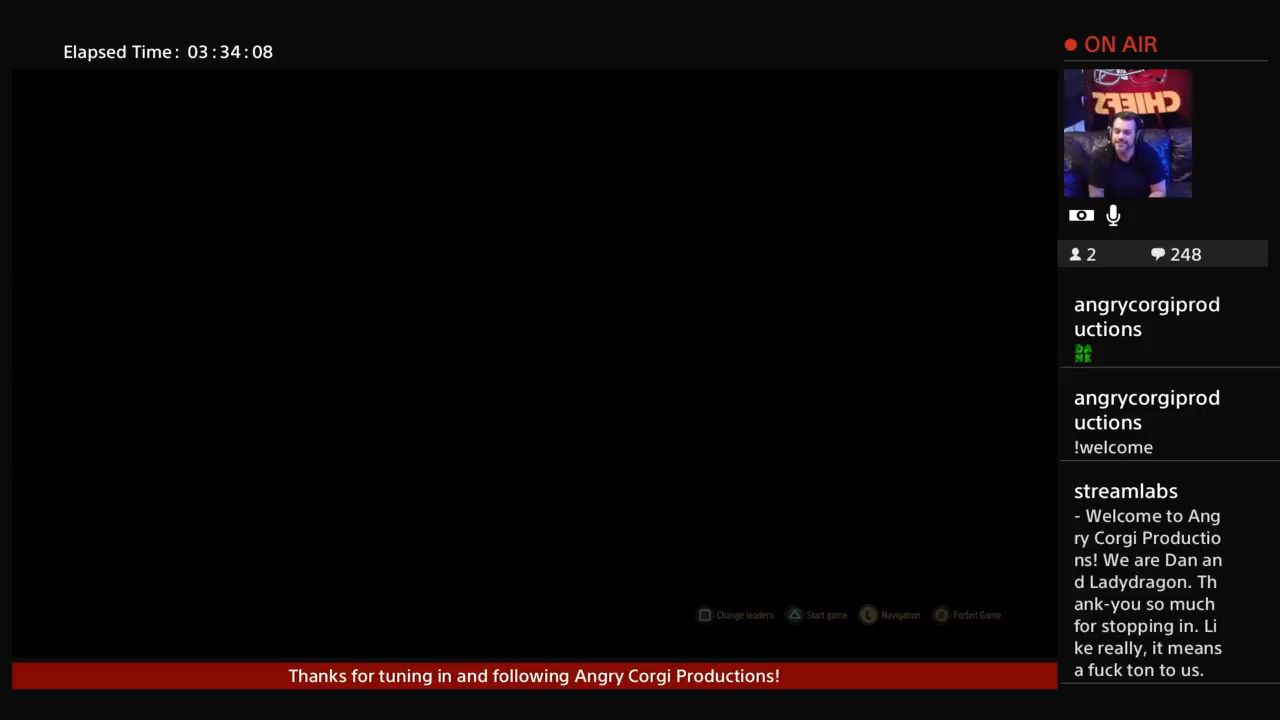 Elapsed Time: 03:34:08
ON AIR
CHIEFS
2
248
angrycorgiprod
uctions
DA
NK
angrycorgiprod
uctions
!welcome
streamlabs
- Welcome to Ang
ry Corgi Productio
ns! We are Dan an
d Ladydragon. Th
ank-you so much
for stopping in. Li
ke really, it means
a fuck ton to us.
Change leaders
Start game
L
Navigation
Forfeit Game
Thanks for tuning in and following Angry Corgi Productions!